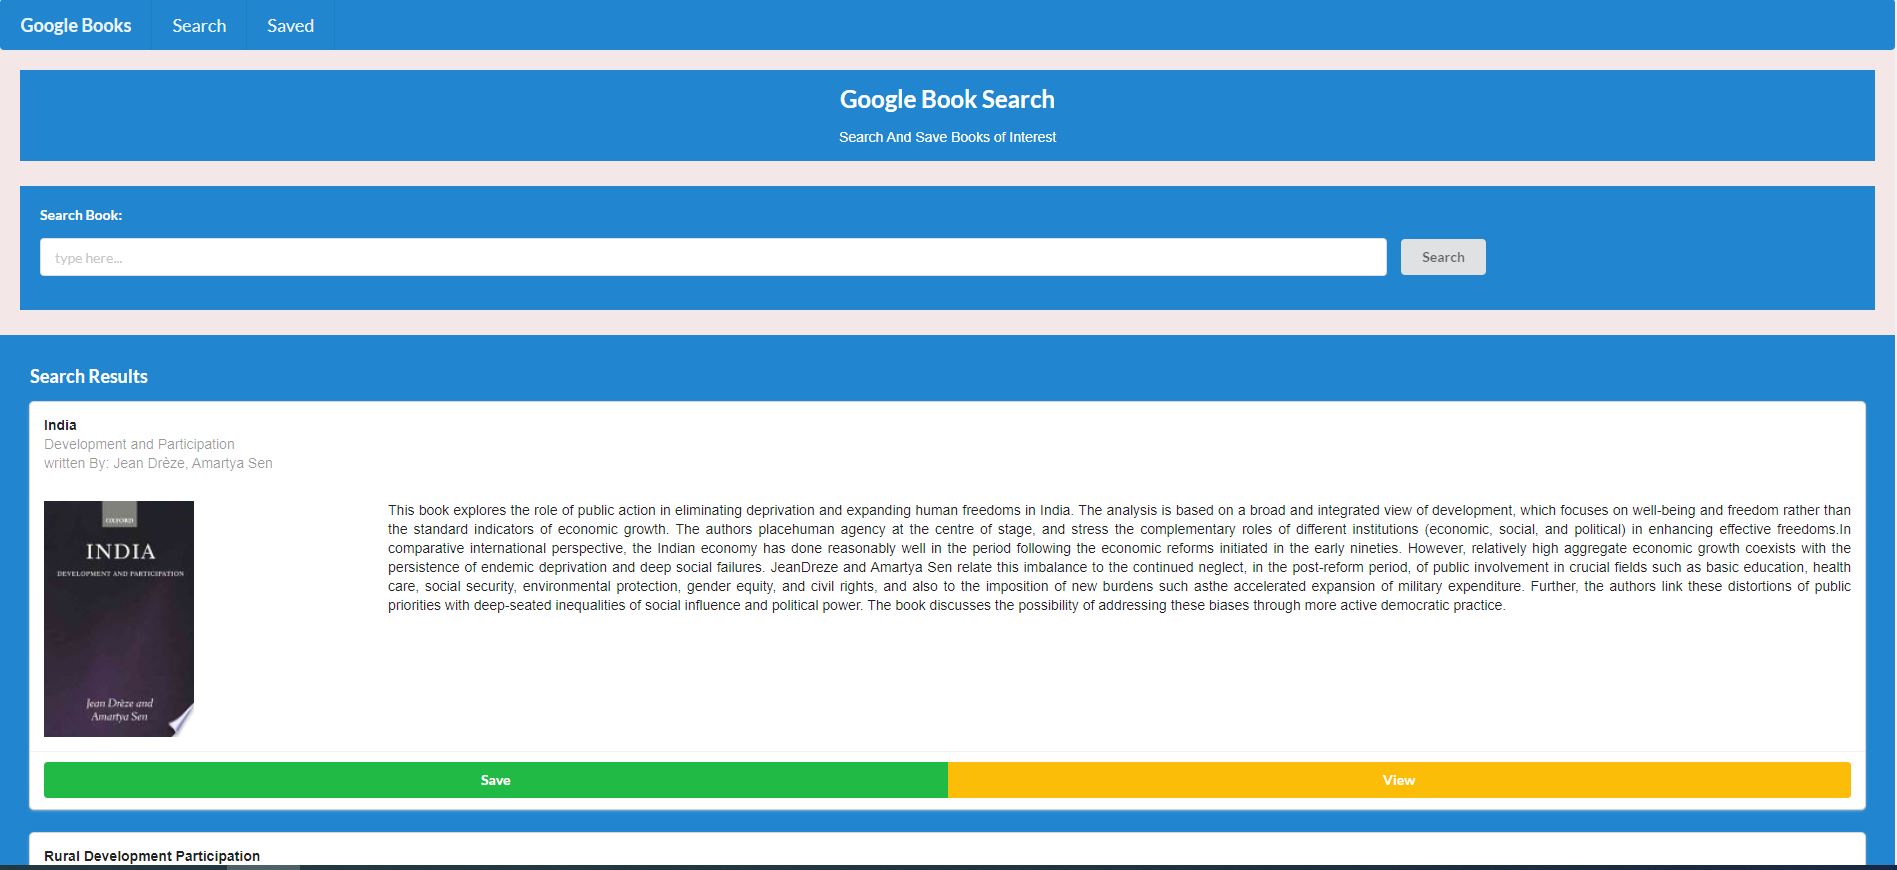 Google Books
Search
Saved
Google Book Search
Search And Save Books of Interest
Search Book:
type here...
Search
Search Results
India
Development and Participation
written By: Jean Drèze, Amartya Sen
OXFORD
INDIA
DEVELOPMENT AND PARTICIPATION
Jean Drèze and
Amartya Sen
This book explores the role of public action in eliminating deprivation and expanding human freedoms in India. The analysis is based on a broad and integrated view of development, which focuses on well-being and freedom rather than
the standard indicators of economic growth. The authors placehuman agency at the centre of stage, and stress the complementary roles of different institutions (economic, social, and political) in enhancing effective freedoms.In
comparative international perspective, the Indian economy has done reasonably well in the period following the economic reforms initiated in the early nineties. However, relatively high aggregate economic growth coexists with the
persistence of endemic deprivation and deep social failures. JeanDreze and Amartya Sen relate this imbalance to the continued neglect, in the post-reform period, of public involvement in crucial fields such as basic education, health
care, social security, environmental protection, gender equity, and civil rights, and also to the imposition of new burdens such asthe accelerated expansion of military expenditure. Further, the authors link these distortions of public
priorities with deep-seated inequalities of social influence and political power. The book discusses the possibility of addressing these biases through more active democratic practice.
Save
View
Rural Development Participation